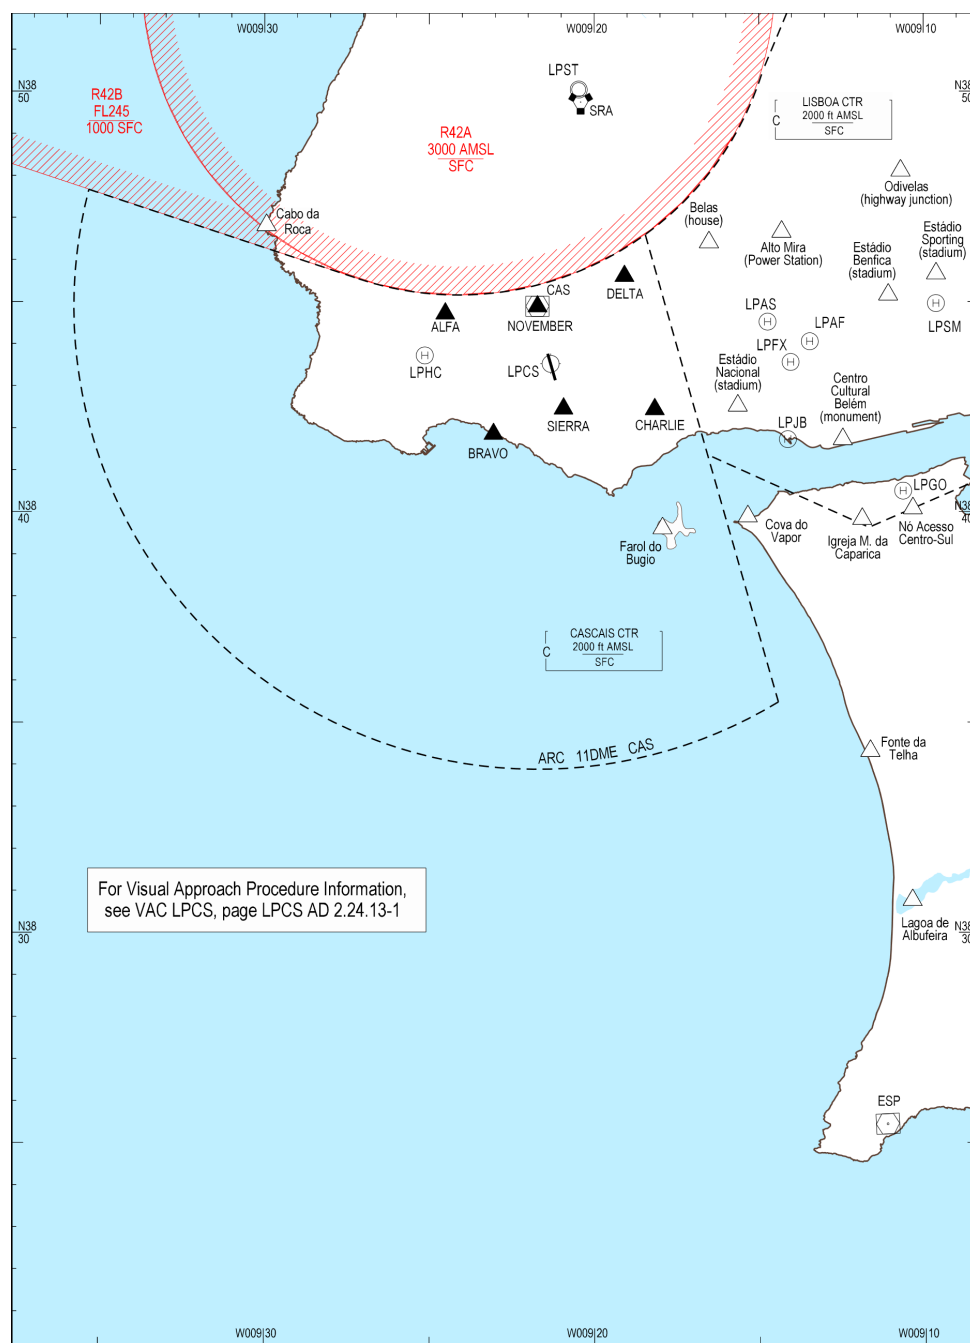 W009|30
W009|20
W009|10
N38
50
N38
50
R42B
FL245
1000 SFC
LPST
SRA
R42A
3000 AMSL
SFC
LISBOA CTR
C
2000 ft AMSL
SFC
Odivelas
(highway junction)
Cabo da
Roca
Belas
(house)
Alto Mira
(Power Station)
Estádio
Benfica
(stadium)
Estádio
Sporting
(stadium)
CAS
DELTA
ALFA
NOVEMBER
LPAS
LPAF
LPSM
LPFX
LPHC
LPCS
Estádio
Nacional
(stadium)
Centro
Cultural
Belém
(monument)
SIERRA
CHARLIE
LPJB
BRAVO
LPGO
N38
40
N38
40
Farol do
Bugio
Cova do
Vapor
Igreja M. da
Caparica
Nó Acesso
Centro-Sul
CASCAIS CTR
C
2000 ft AMSL
SFC
ARC 11DME CAS
Fonte da
Telha
For Visual Approach Procedure Information,
see VAC LPCS, page LPCS AD 2.24.13-1
Lagoa de
Albufeira
N38
30
N38
30
ESP
W009|30
W009|20
W009|10